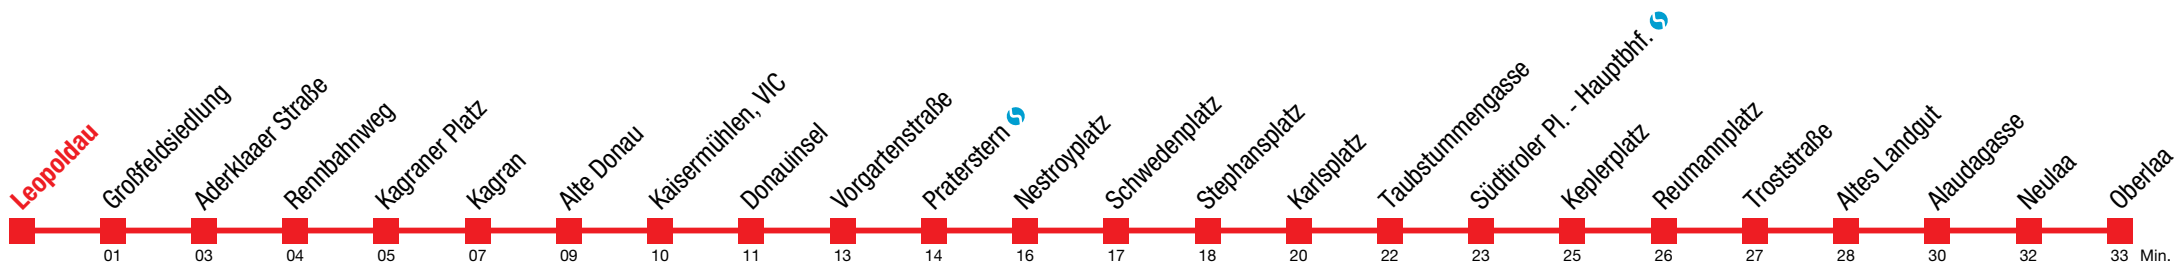 Leopoldau
Großfeldsiedlung
Aderklaaer Straße
Rennbahnweg
Kagraner Platz
Kagran
Alte Donau
Kaisermühlen, VIC
Donauinsel
Vorgartenstraße
Praterstern
Nestroyplatz
Schwedenplatz
Stephansplatz
Karlsplatz
Taubstummengasse
Südtiroler Pl. - Hauptbhf.
Keplerplatz
Reumannplatz
Troststraße
Altes Landgut
Alaudagasse
Neulaa
Oberlaa
01 03 04 05 07 09 10 11 13 14 16 17 18 20 22 23 25 26 27 28 30 32 33 Min.